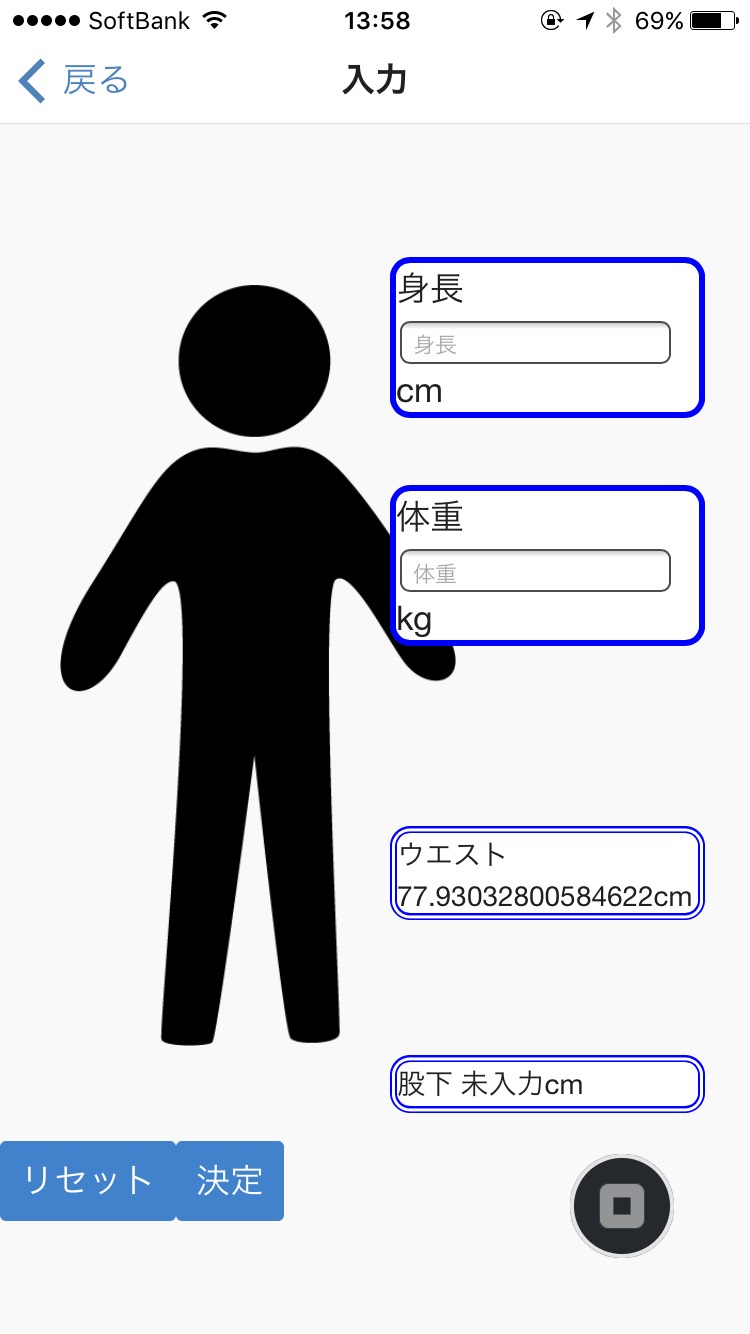 SoftBank 13:58 69%
戻る 入力
身長
身長
cm
体重
体重
kg
ウエスト
77.93032800584622cm
股下 未入力cm
リセット 決定